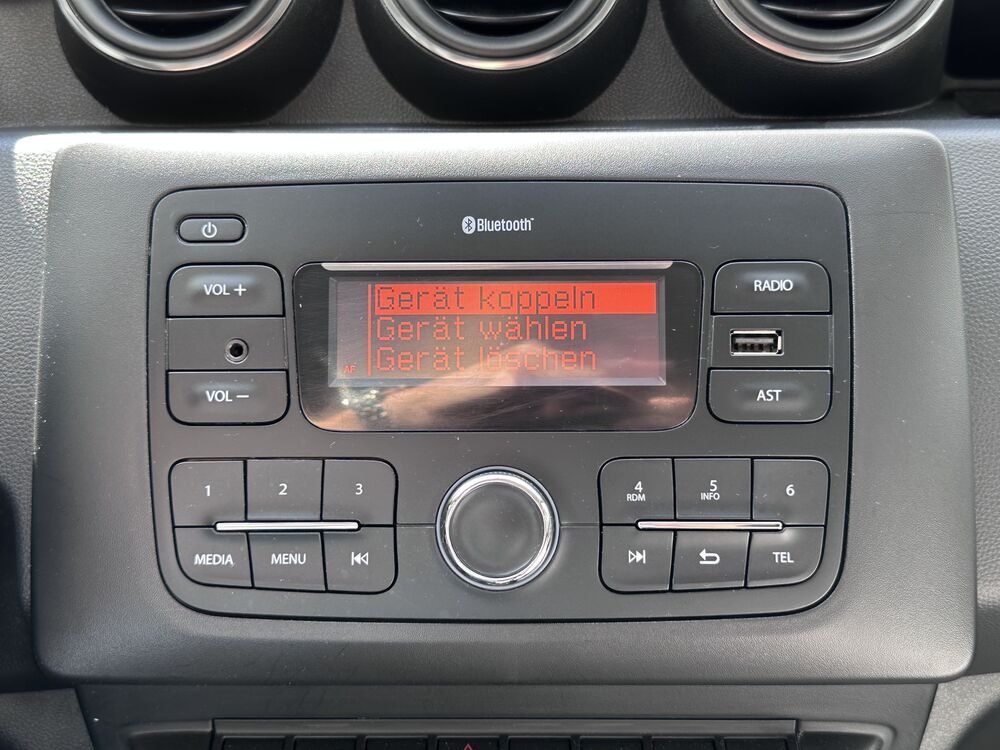 Bluetooth™
VOL +
RADIO
Gerät koppeln
Gerät wählen
Gerät löschen
AF
VOL −
AST
1
2
3
4
RDM
5
INFO
6
MEDIA
MENU
TEL